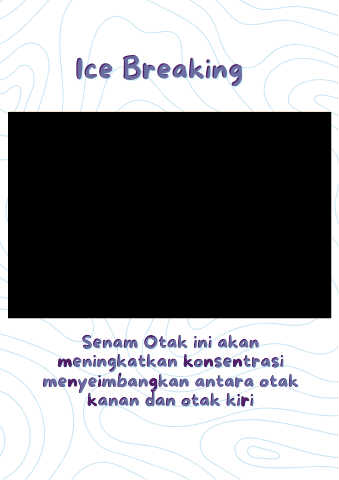 Ice Breaking
Senam Otak ini akan
meningkatkan konsentrasi
menyeimbangkan antara otak
kanan dan otak kiri